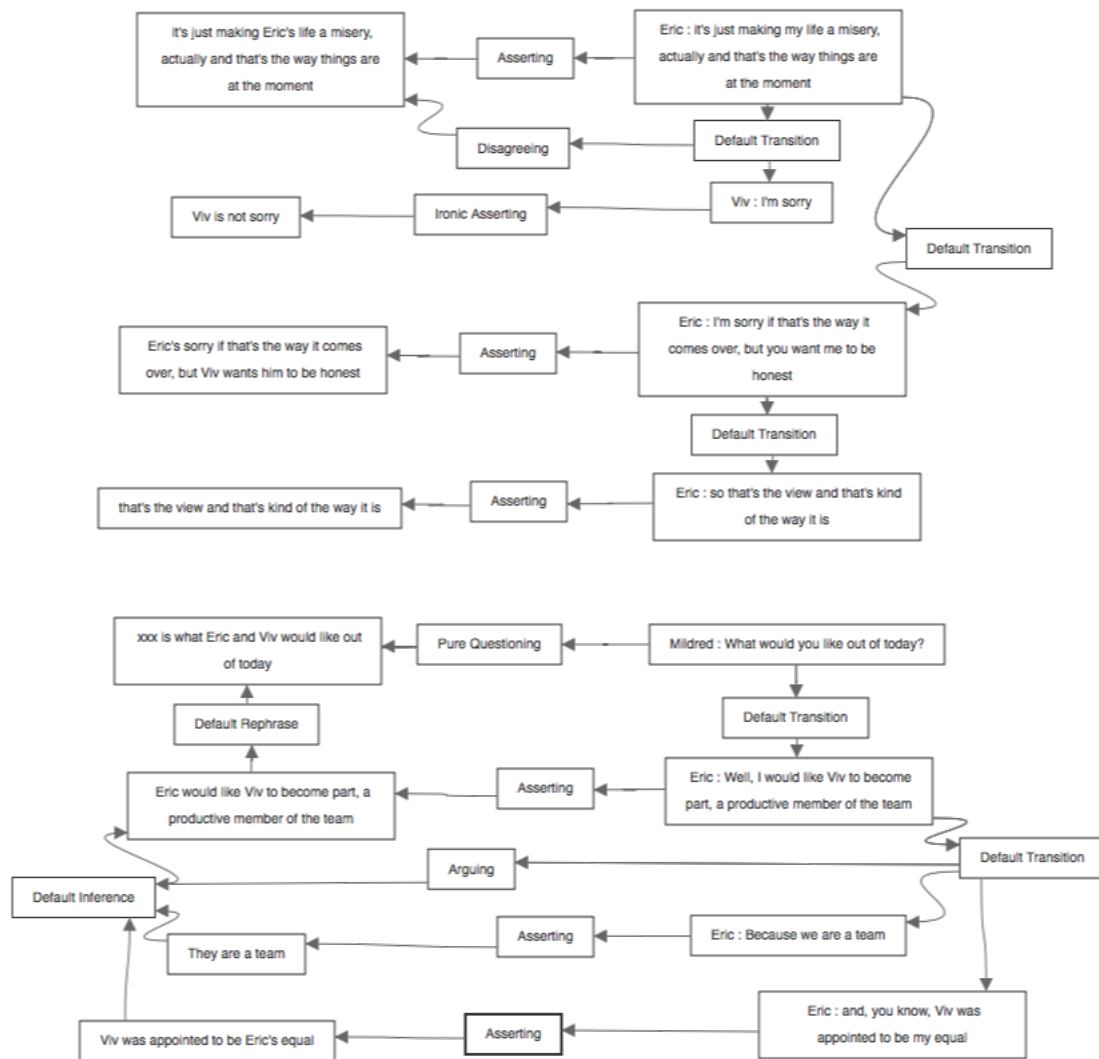 it's just making Eric's life a misery,
actually and that's the way things are
at the moment
Asserting
Eric : it's just making my life a misery,
actually and that's the way things are
at the moment
Disagreeing
Default Transition
Viv is not sorry
Ironic Asserting
Viv : I'm sorry
Default Transition
Eric's sorry if that's the way it comes
over, but Viv wants him to be honest
Asserting
Eric : I'm sorry if that's the way it
comes over, but you want me to be
honest
Default Transition
that's the view and that's kind of the way it is
Asserting
Eric : so that's the view and that's kind
of the way it is
xxx is what Eric and Viv would like out
of today
Pure Questioning
Mildred : What would you like out of today?
Default Rephrase
Default Transition
Eric would like Viv to become part, a
productive member of the team
Asserting
Eric : Well, I would like Viv to become
part, a productive member of the team
Default Inference
Arguing
Default Transition
They are a team
Asserting
Eric : Because we are a team
Viv was appointed to be Eric's equal
Asserting
Eric : and, you know, Viv was
appointed to be my equal